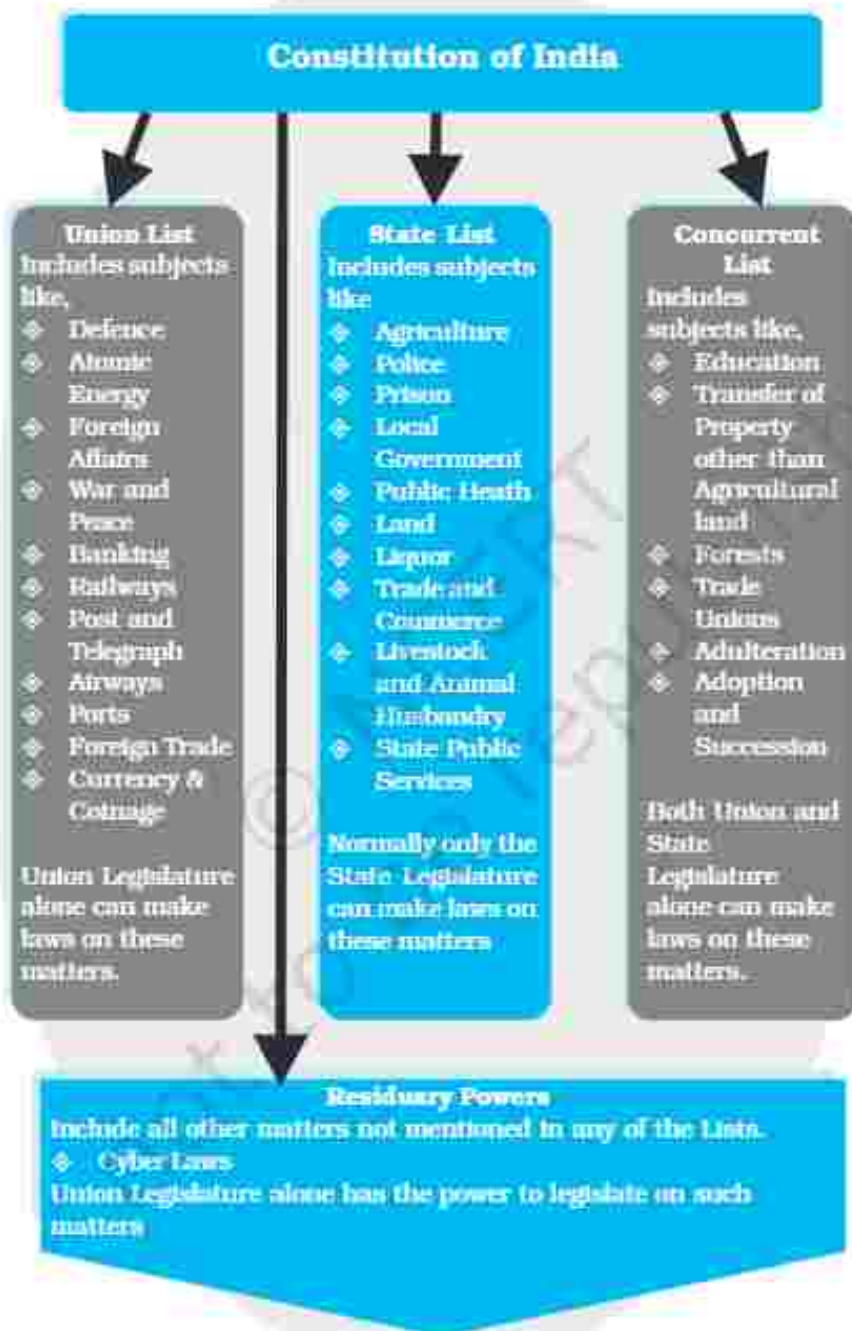 Constitution of India
Union List
Includes subjects
like,
❖ Defence
❖ Atomic
Energy
❖ Foreign
Affairs
❖ War and
Peace
❖ Banking
❖ Railways
❖ Post and
Telegraph
❖ Airways
❖ Ports
❖ Foreign Trade
❖ Currency &
Coinage
Union Legislature
alone can make
laws on these
matters.
State List
Includes subjects
like
❖ Agriculture
❖ Police
❖ Prison
❖ Local
Government
❖ Public Heath
❖ Land
❖ Liquor
❖ Trade and
Commerce
❖ Livestock
and Animal
Husbandry
❖ State Public
Services
Normally only the
State Legislature
can make laws on
these matters
Concurrent
List
Includes
subjects like,
❖ Education
❖ Transfer of
Property
other than
Agricultural
land
❖ Forests
❖ Trade
Unions
❖ Adulteration
❖ Adoption
and
Succession
Both Union and
State
Legislature
alone can make
laws on these
matters.
Residuary Powers
Include all other matters not mentioned in any of the Lists.
❖ Cyber Laws
Union Legislature alone has the power to legislate on such
matters